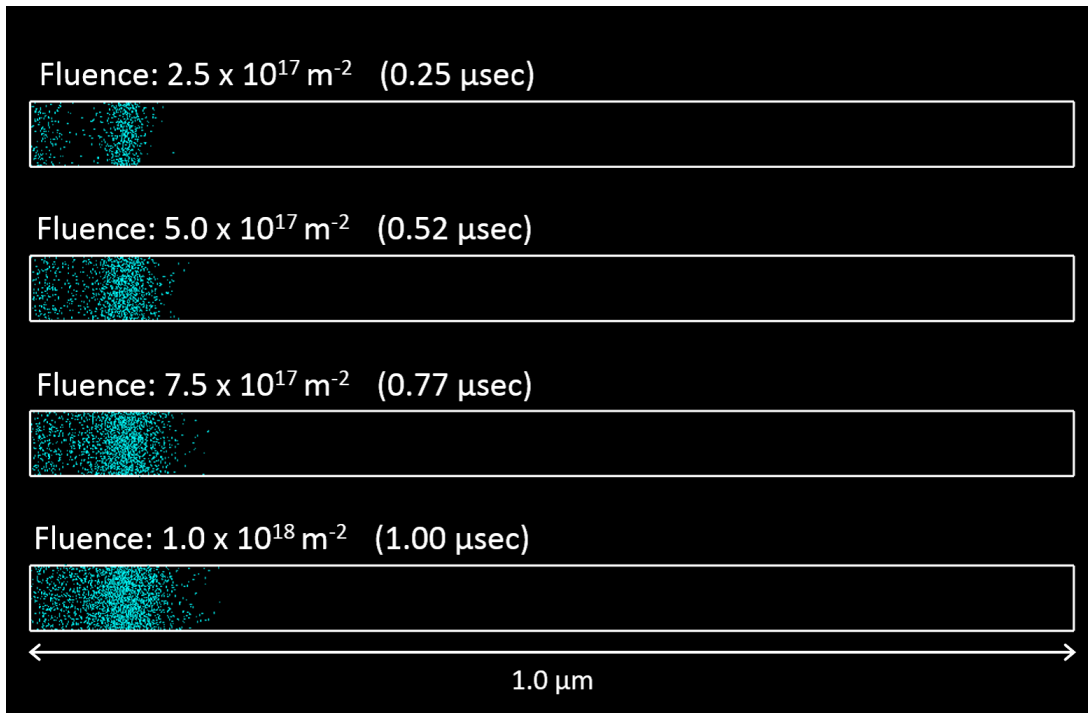 Fluence: 2.5 x 10¹⁷ m⁻² (0.25 μsec)
Fluence: 5.0 x 10¹⁷ m⁻² (0.52 μsec)
Fluence: 7.5 x 10¹⁷ m⁻² (0.77 μsec)
Fluence: 1.0 x 10¹⁸ m⁻² (1.00 μsec)
1.0 μm